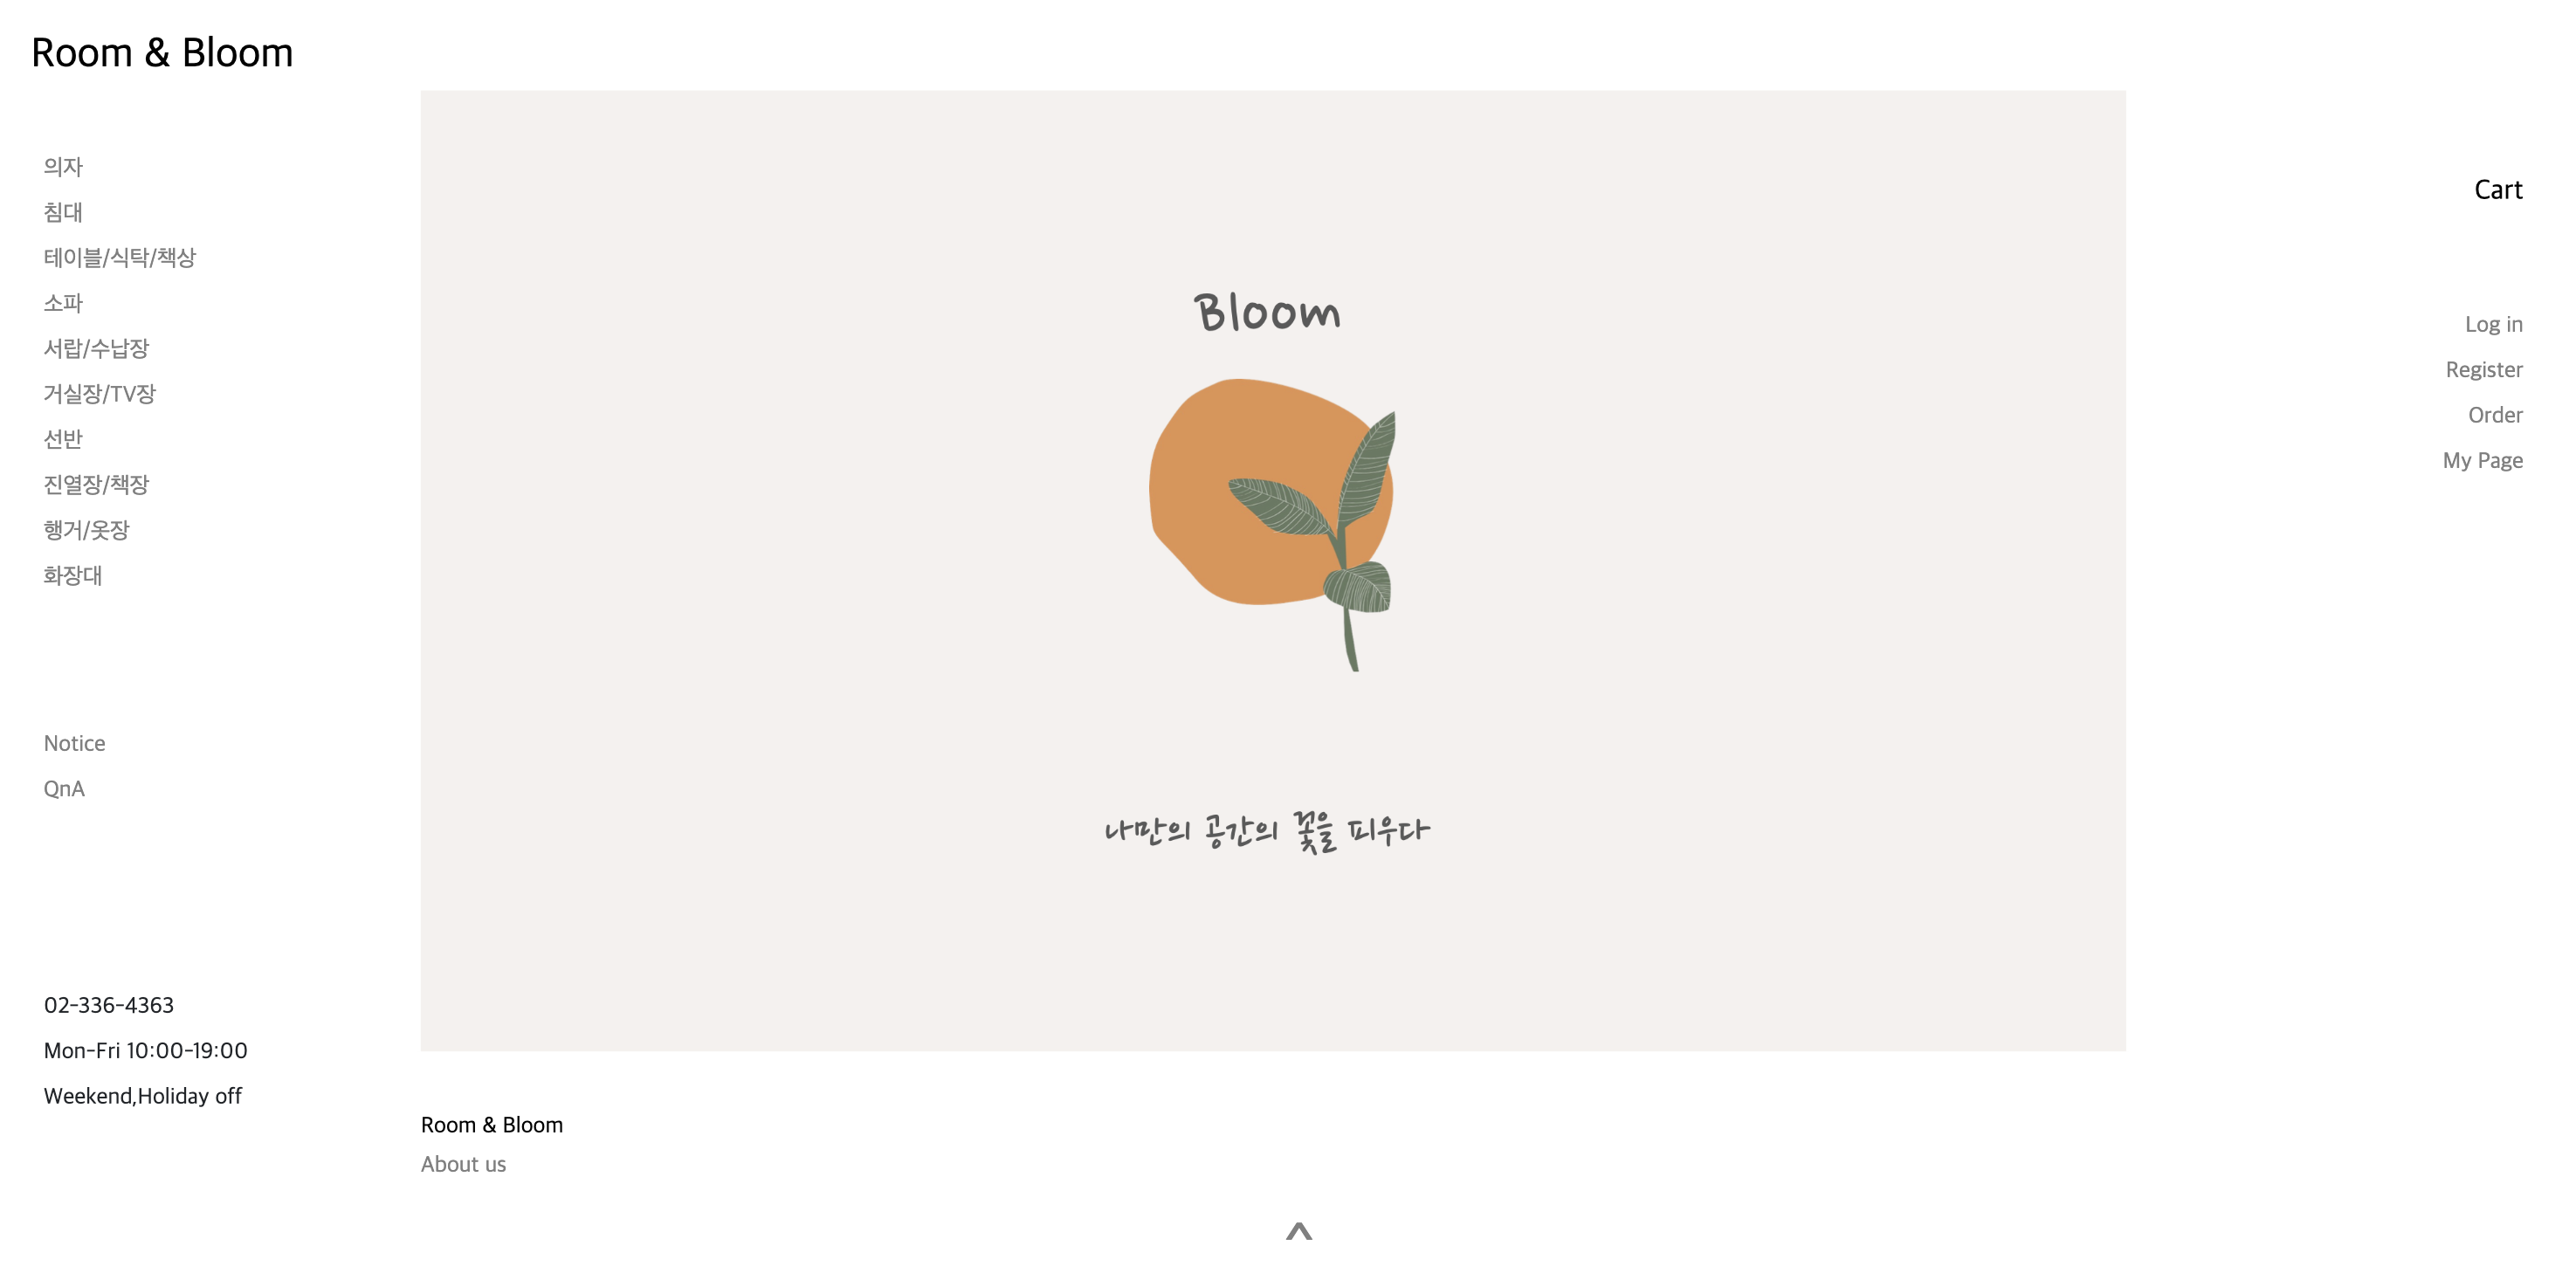 Room & Bloom
의자
침대
테이블/식탁/책상
소파
서랍/수납장
거실장/TV장
선반
진열장/책장
행거/옷장
화장대
Notice
QnA
02-336-4363
Mon-Fri 10:00-19:00
Weekend,Holiday off
Bloom
나만의 공간의 꽃을 피우다
Room & Bloom
About us
Cart
Log in
Register
Order
My Page